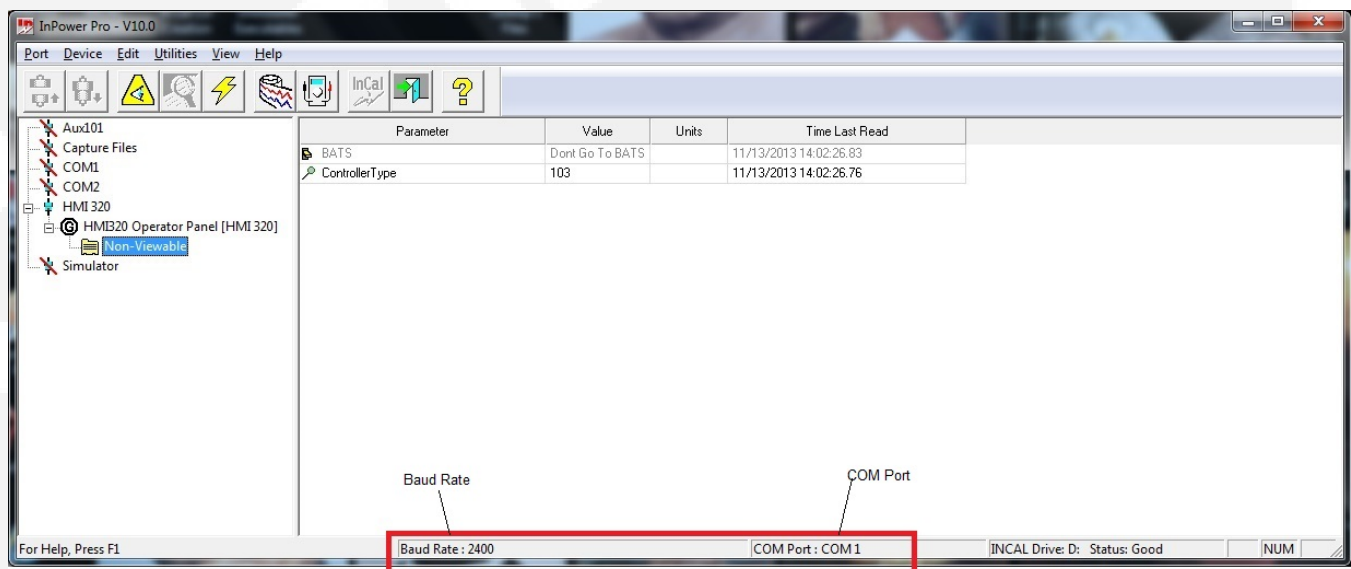 InPower Pro - V10.0
Port Device Edit Utilities View Help
InCal
Parameter Value Units Time Last Read
BATS Dont Go To BATS 11/13/2013 14:02:26.83
ControllerType 103 11/13/2013 14:02:26.76
Aux101
Capture Files
COM1
COM2
HMI 320
G HMI320 Operator Panel [HMI 320]
Non-Viewable
Simulator
Baud Rate
COM Port
For Help, Press F1 Baud Rate : 2400 COM Port : COM 1 INCAL Drive: D: Status: Good NUM